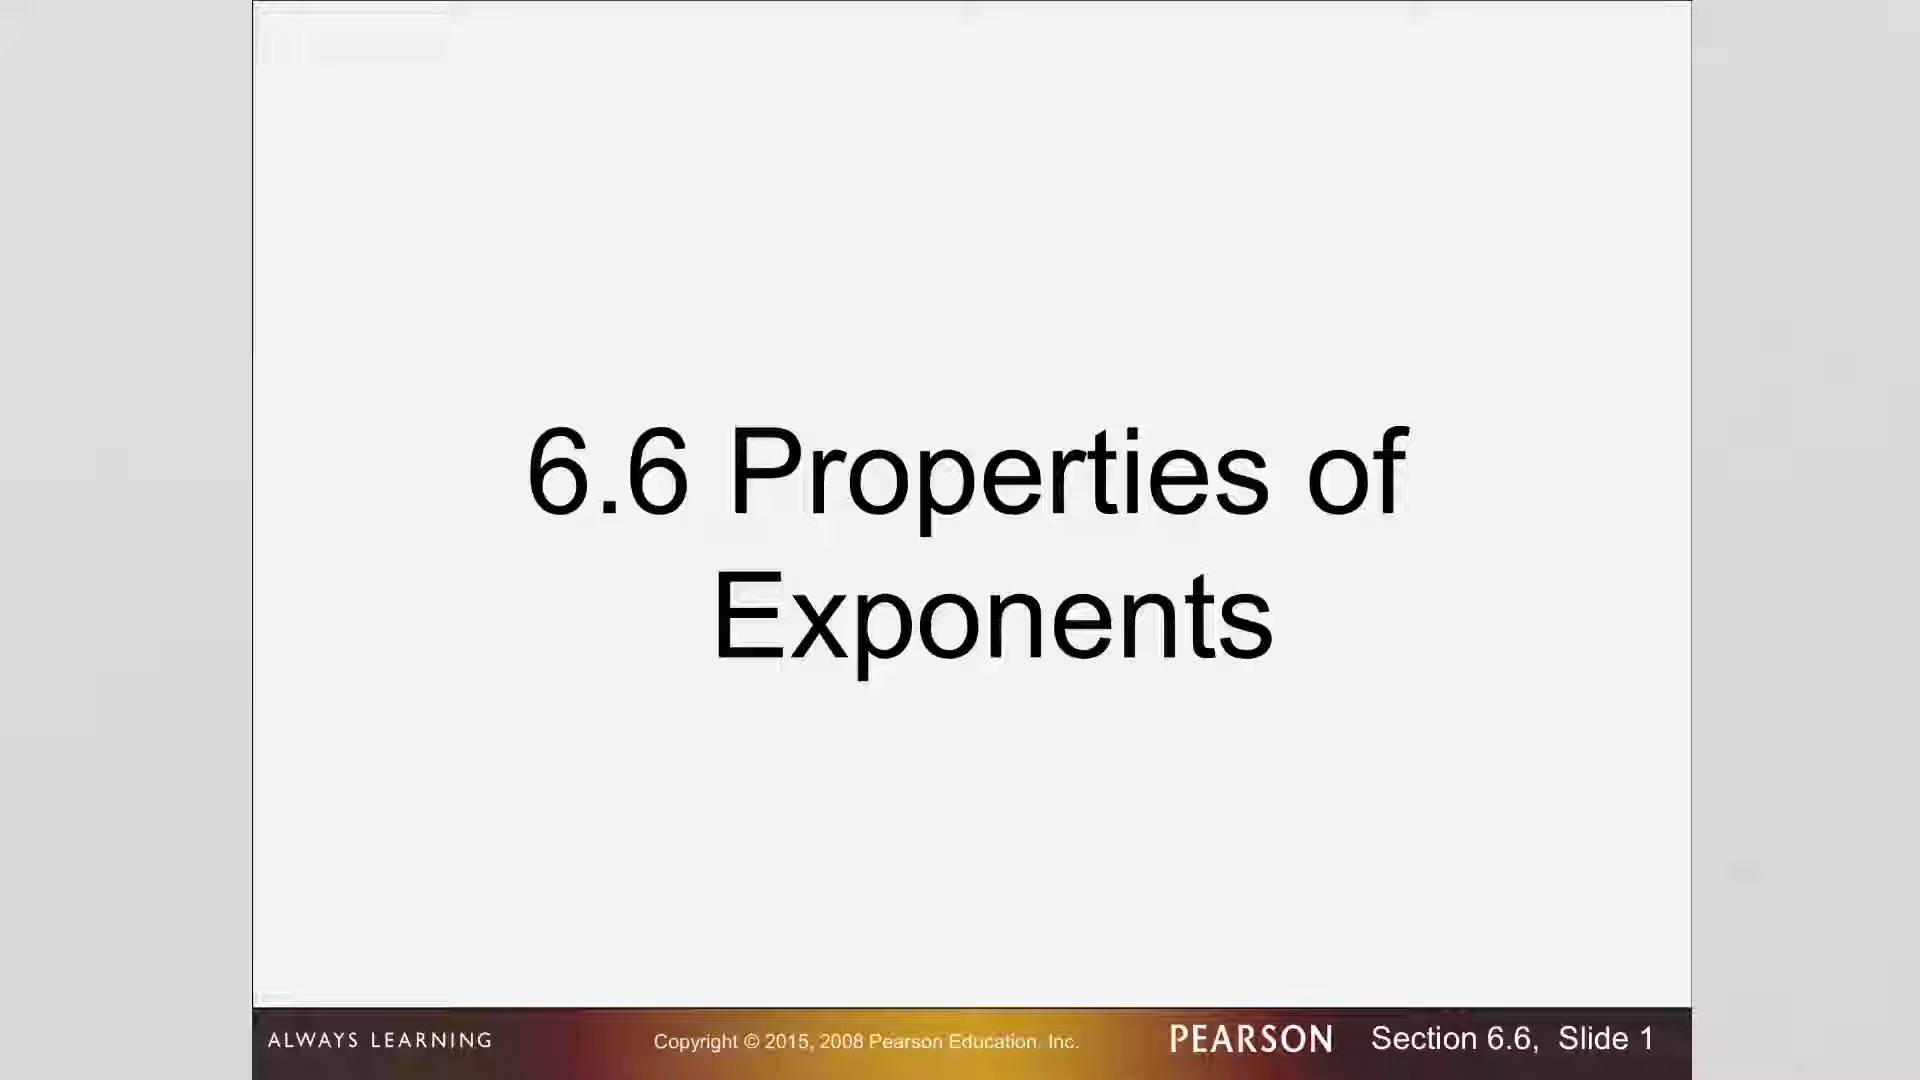 6.6 Properties of
Exponents
ALWAYS LEARNING
Copyright © 2015, 2008 Pearson Education, Inc.
PEARSON
Section 6.6, Slide 1